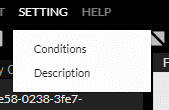 SETTING HELP
Conditions
Description
e58-0238-3fe7-